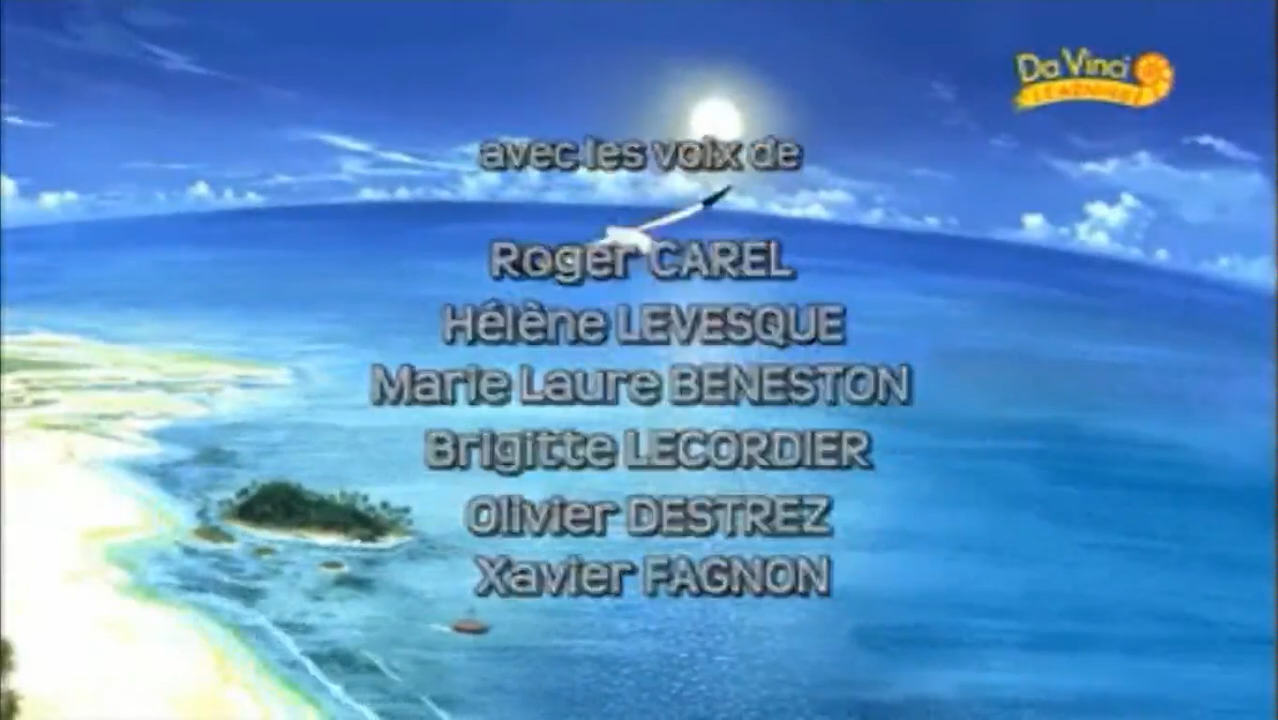 Da Vinci
LEARNING
avec les voix de
Roger CAREL
Hélène LEVESQUE
Marie Laure BENESTON
Brigitte LECORDIER
Olivier DESTREZ
Xavier FAGNON